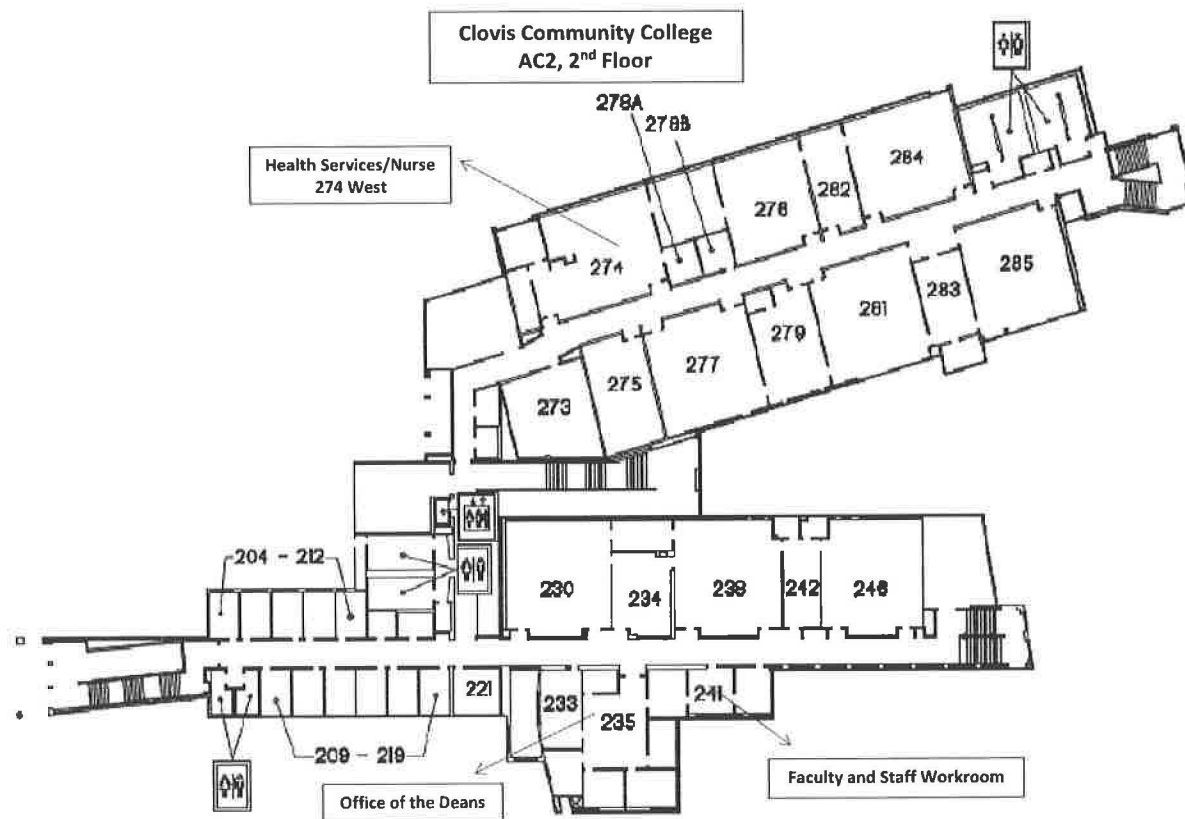 Clovis Community College
AC2, 2nd Floor
278A
278B
Health Services/Nurse
274 West
284
282
278
274
285
283
281
279
277
275
273
204 - 212
230
234
238
242
246
221
233
235
241
209 - 219
Office of the Deans
Faculty and Staff Workroom